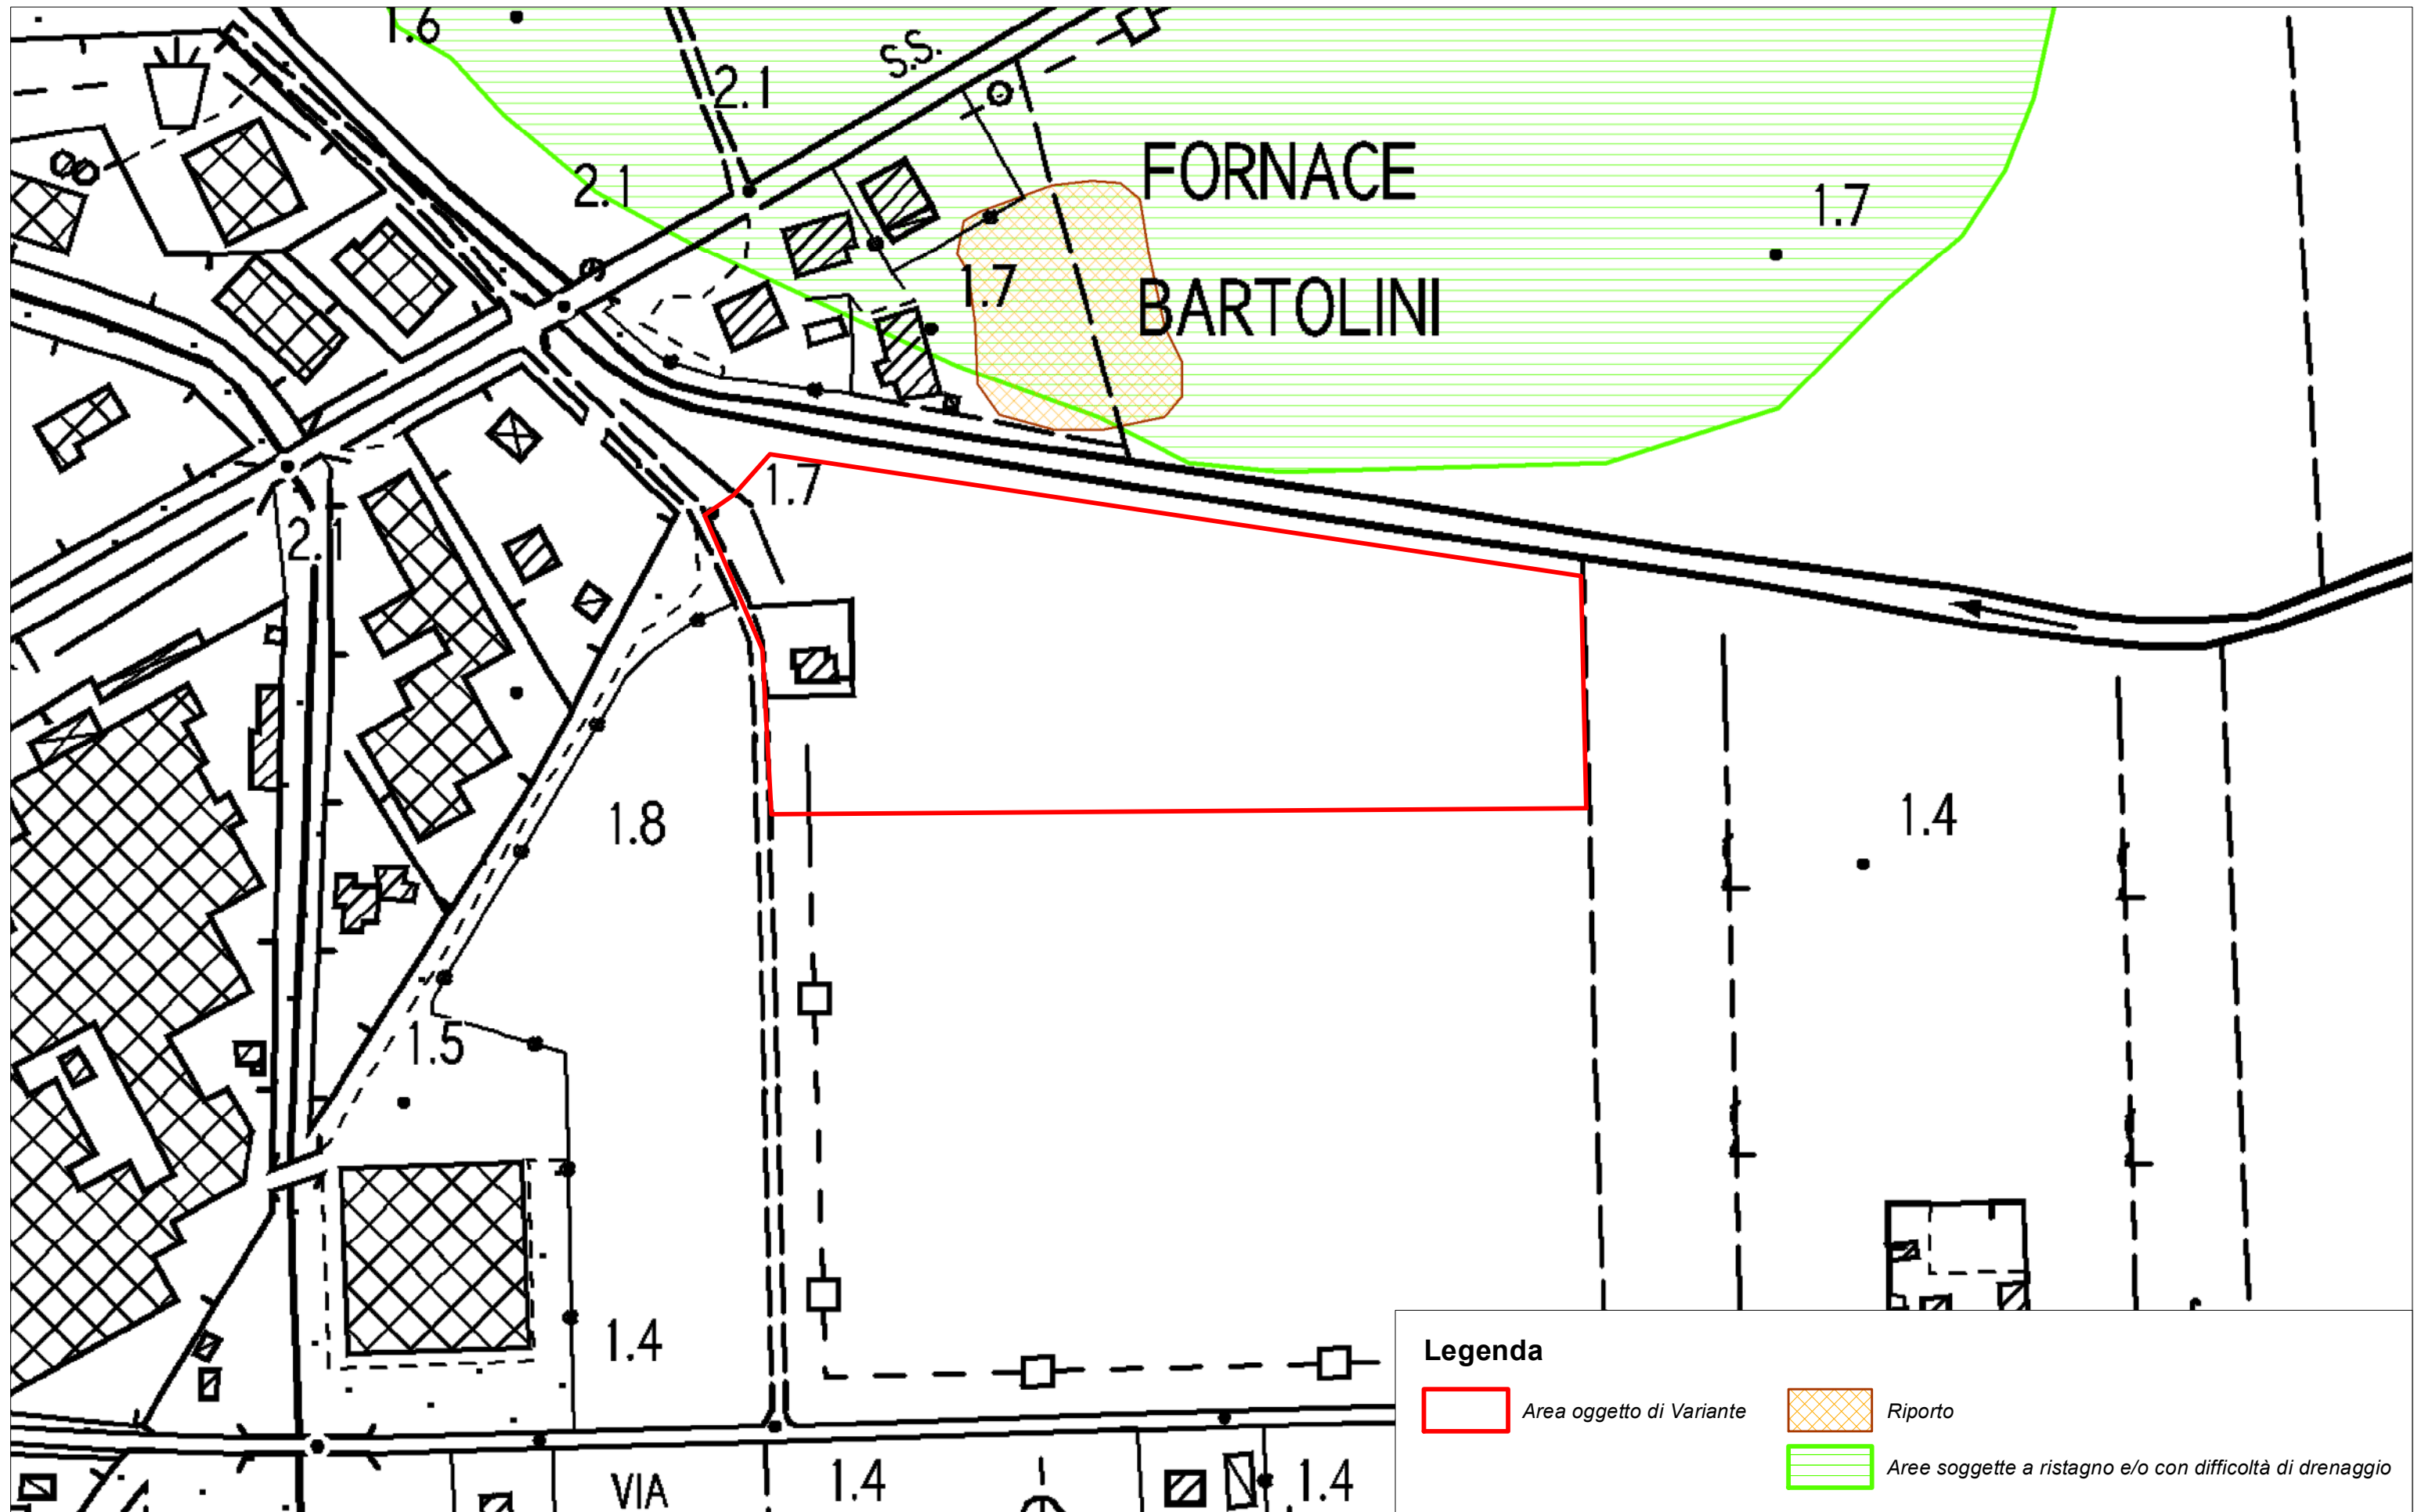 1.6
2.1
S.S.
2.1
FORNACE
1.7
1.7
BARTOLINI
1.7
2.1
1.8
1.4
1.5
1.4
VIA
1.4
1.4
Legenda
Area oggetto di Variante
Riporto
Aree soggette a ristagno e/o con difficoltà di drenaggio